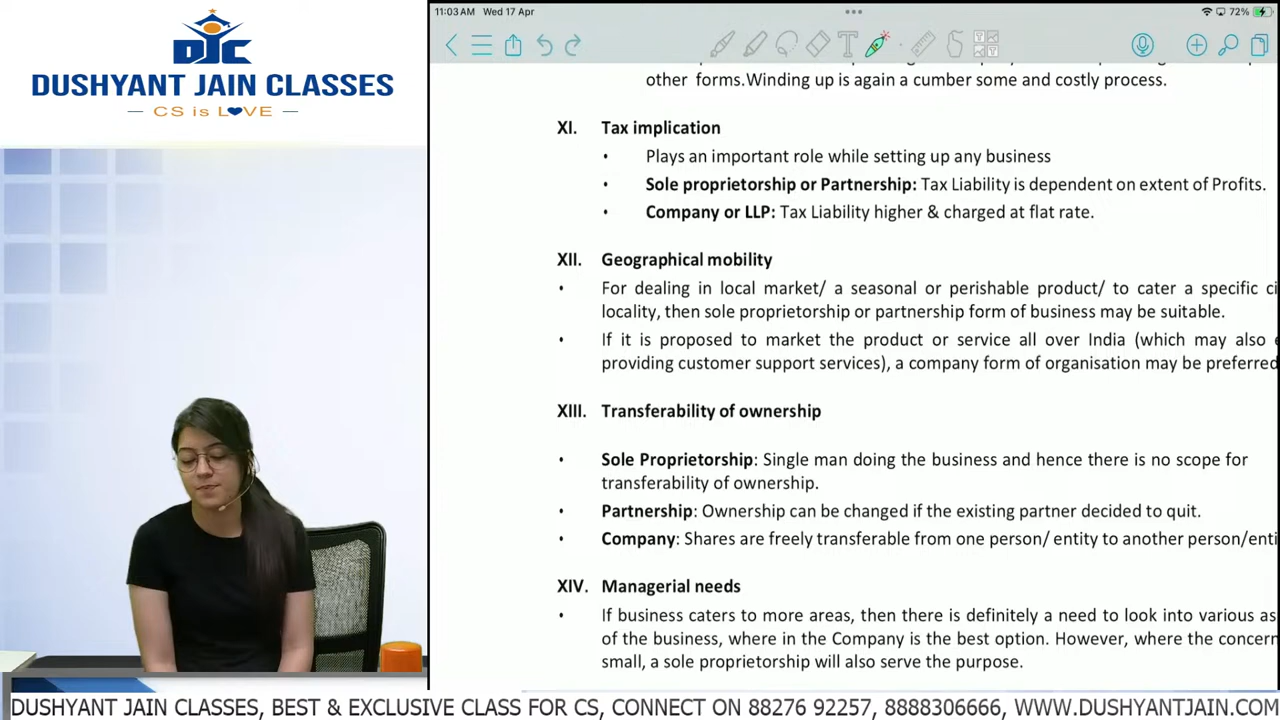 DJC
DUSHYANT JAIN CLASSES
CS is LVE
11:03 AM Wed 17 Apr
72%
other forms.Winding up is again a cumber some and costly process.
XI. Tax implication
• Plays an important role while setting up any business
• Sole proprietorship or Partnership: Tax Liability is dependent on extent of Profits.
• Company or LLP: Tax Liability higher & charged at flat rate.
XII. Geographical mobility
• For dealing in local market/ a seasonal or perishable product/ to cater a specific ci
locality, then sole proprietorship or partnership form of business may be suitable.
• If it is proposed to market the product or service all over India (which may also
providing customer support services), a company form of organisation may be preferred
XIII. Transferability of ownership
• Sole Proprietorship: Single man doing the business and hence there is no scope for
transferability of ownership.
• Partnership: Ownership can be changed if the existing partner decided to quit.
• Company: Shares are freely transferable from one person/ entity to another person/enti
XIV. Managerial needs
• If business caters to more areas, then there is definitely a need to look into various as
of the business, where in the Company is the best option. However, where the concern
small, a sole proprietorship will also serve the purpose.
DUSHYANT JAIN CLASSES, BEST & EXCLUSIVE CLASS FOR CS, CONNECT ON 88276 92257, 8888306666, WWW.DUSHYANTJAIN.COM